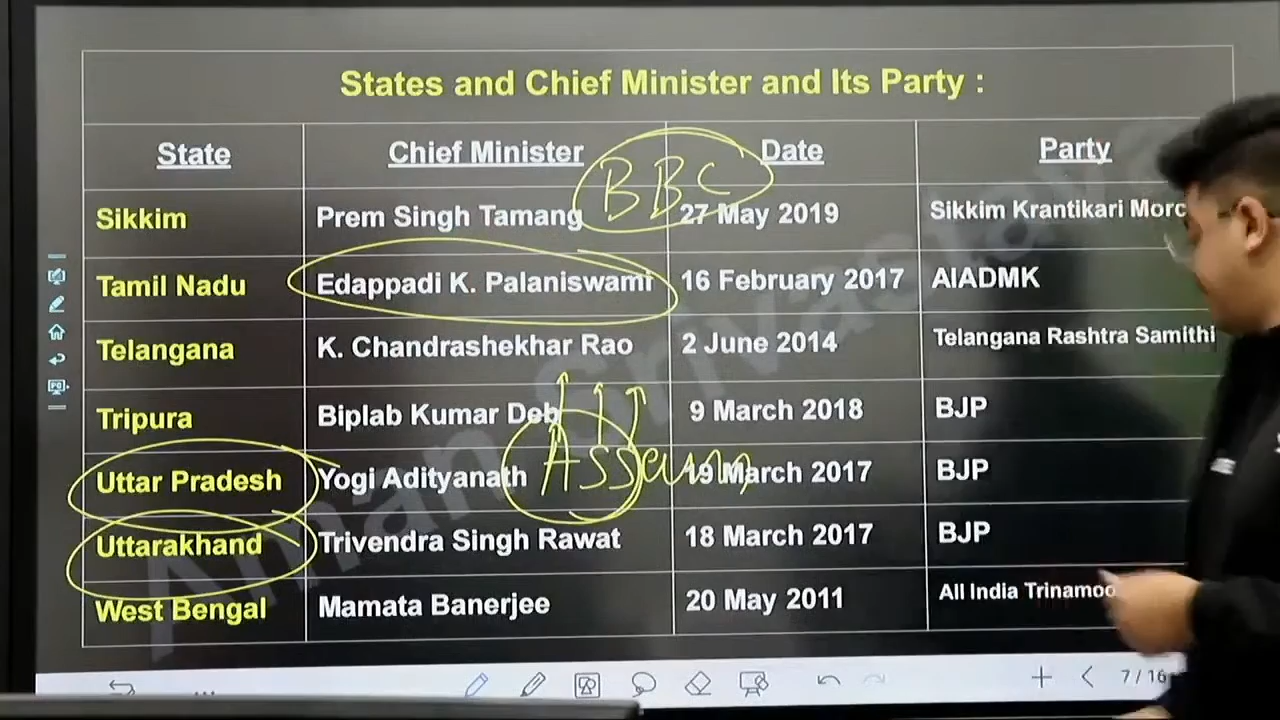 States and Chief Minister and Its Party :
State Chief Minister Date Party
BBC
Sikkim Prem Singh Tamang 27 May 2019 Sikkim Krantikari Morc
Tamil Nadu Edappadi K. Palaniswami 16 February 2017 AIADMK
Telangana K. Chandrashekhar Rao 2 June 2014 Telangana Rashtra Samithi
Tripura Biplab Kumar Deb 9 March 2018 BJP
Uttar Pradesh Yogi Adityanath 19 March 2017 BJP
Assam
Uttarakhand Trivendra Singh Rawat 18 March 2017 BJP
West Bengal Mamata Banerjee 20 May 2011 All India Trinamoo
Aman Srivastava
7 / 16